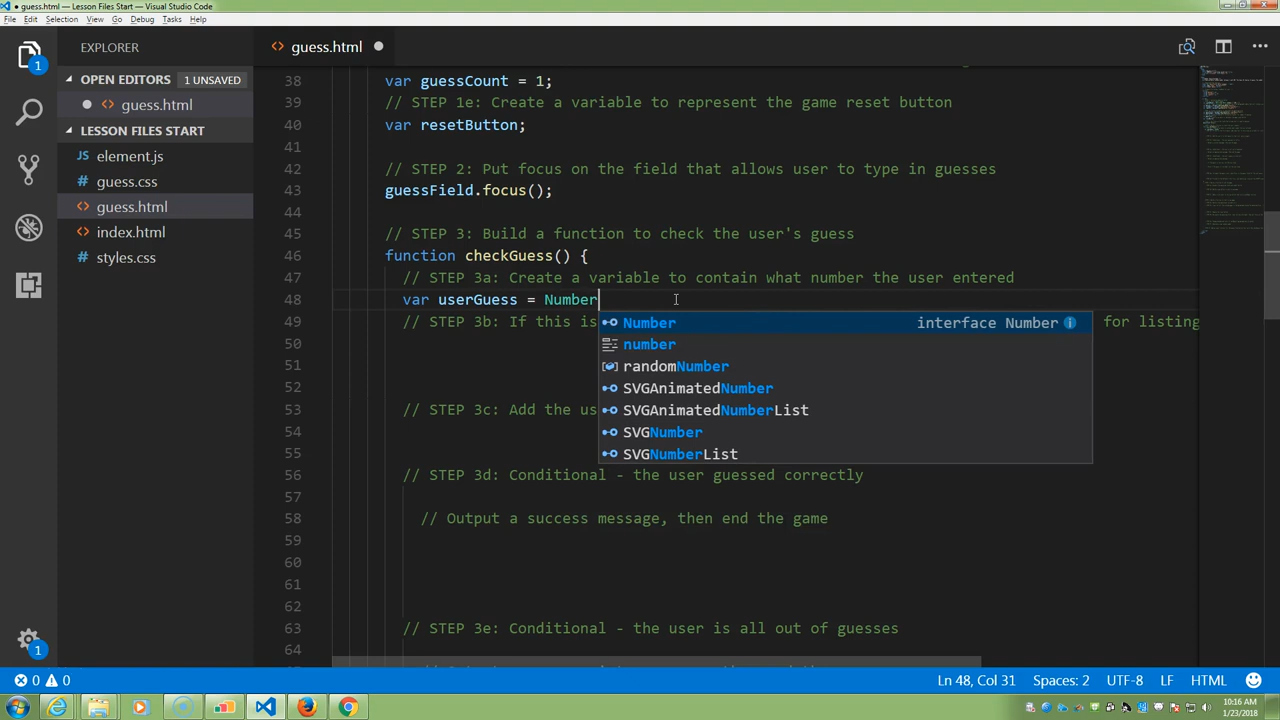 guess.html — Lesson Files Start — Visual Studio Code
File Edit Selection View Go Debug Tasks Help
EXPLORER
OPEN EDITORS 1 UNSAVED
guess.html
LESSON FILES START
JS element.js
guess.css
guess.html
index.html
styles.css
1
1
guess.html
38 var guessCount = 1;
39 // STEP 1e: Create a variable to represent the game reset button
40 var resetButton;
41
42 // STEP 2: Put focus on the field that allows user to type in guesses
43 guessField.focus();
44
45 // STEP 3: Build a function to check the user's guess
46 function checkGuess() {
47 // STEP 3a: Create a variable to contain what number the user entered
48 var userGuess = Number
49 // STEP 3b: If this is for listing
50
51
52
53 // STEP 3c: Add the us
54
55
56 // STEP 3d: Conditional - the user guessed correctly
57
58 // Output a success message, then end the game
59
60
61
62
63 // STEP 3e: Conditional - the user is all out of guesses
64
Number interface Number
number
randomNumber
SVGAnimatedNumber
SVGAnimatedNumberList
SVGNumber
SVGNumberList
0 0 Ln 48, Col 31 Spaces: 2 UTF-8 LF HTML
10:16 AM
1/23/2018